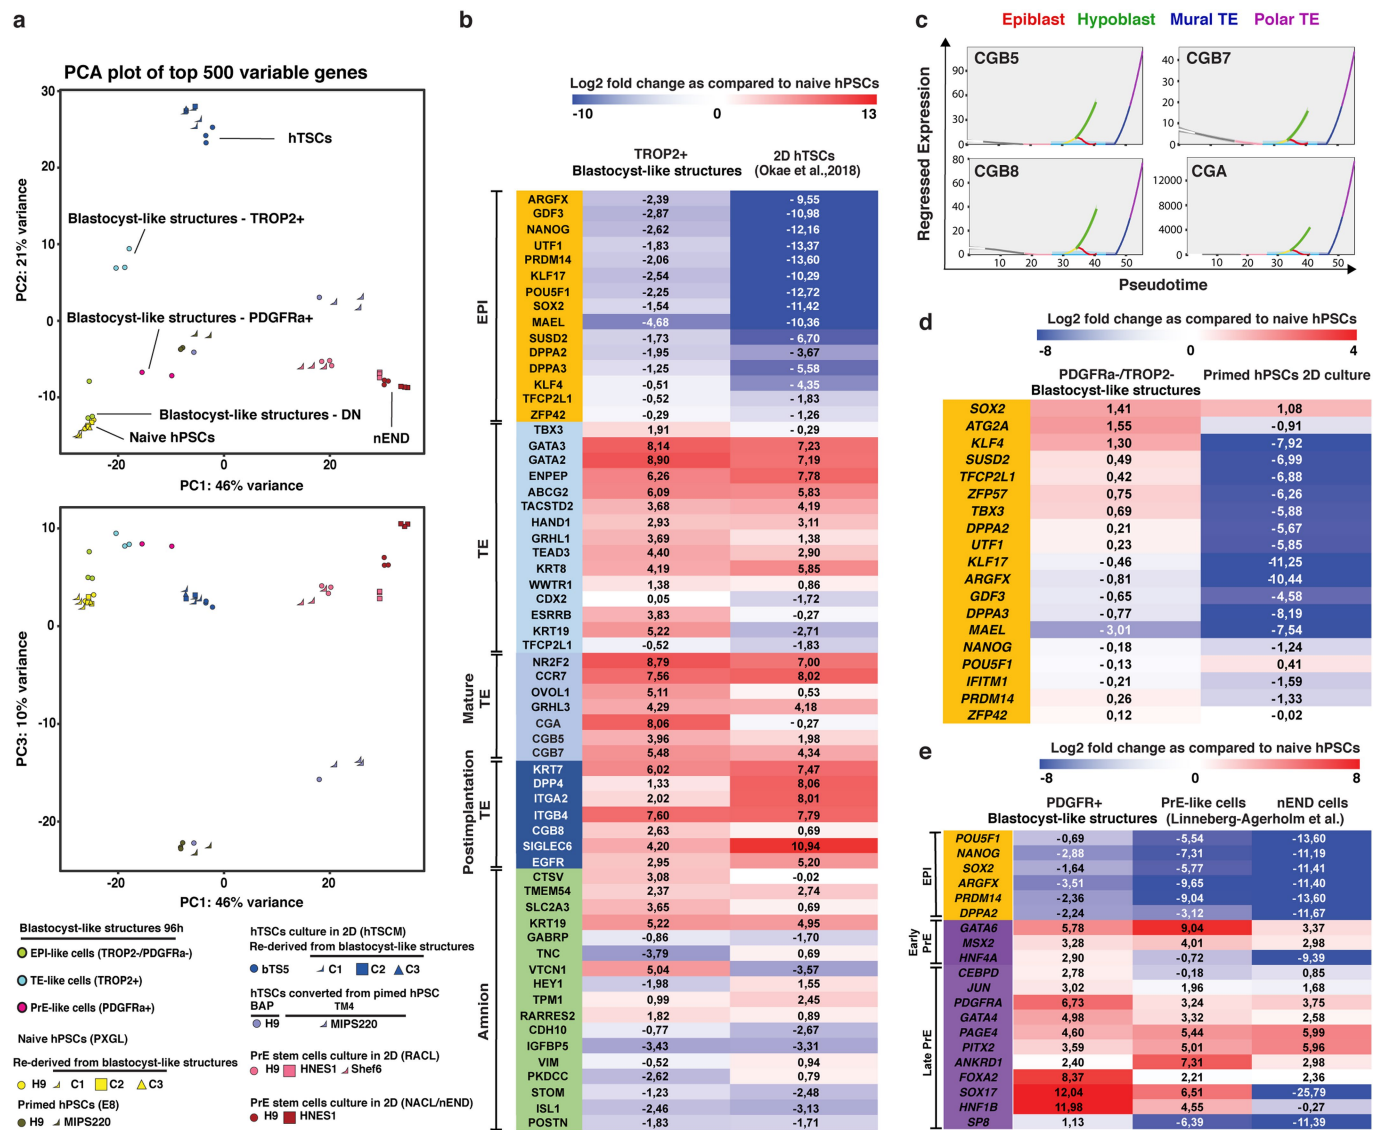 a
PCA plot of top 500 variable genes
30
20
10
0
-10
-20
0
20
PC2: 21% variance
PC1: 46% variance
hTSCs
Blastocyst-like structures - TROP2+
Blastocyst-like structures - PDGFRa+
Blastocyst-like structures - DN
Naive hPSCs
nEND
10
0
-10
-20
-20
0
20
PC3: 10% variance
PC1: 46% variance
Blastocyst-like structures 96h
EPI-like cells (TROP2-/PDGFRa-)
TE-like cells (TROP2+)
PrE-like cells (PDGFRa+)
Naive hPSCs (PXGL)
Re-derived from blastocyst-like structures
H9 C1 C2 C3
Primed hPSCs (E8)
H9 MIPS220
hTSCs culture in 2D (hTSCM)
Re-derived from blastocyst-like structures
bTS5 C1 C2 C3
hTSCs converted from pimed hPSC
BAP TM4
H9 MIPS220
PrE stem cells culture in 2D (RACL)
H9 HNES1 Shef6
PrE stem cells culture in 2D (NACL/nEND)
H9 HNES1
b
Log2 fold change as compared to naive hPSCs
-10 0 13
TROP2+ 2D hTSCs
Blastocyst-like structures (Okae et al.,2018)
EPI
ARGFX -2,39 - 9,55
GDF3 -2,87 -10,98
NANOG -2,62 -12,16
UTF1 -1,83 -13,37
PRDM14 -2,06 -13,60
KLF17 -2,54 -10,29
POU5F1 -2,25 -12,72
SOX2 -1,54 -11,42
MAEL -4,68 -10,36
SUSD2 -1,73 - 6,70
DPPA2 -1,95 - 3,67
DPPA3 -1,25 - 5,58
KLF4 -0,51 - 4,35
TFCP2L1 -0,52 - 1,83
ZFP42 -0,29 - 1,26
TE
TBX3 1,91 - 0,29
GATA3 8,14 7,23
GATA2 8,90 7,19
ENPEP 6,26 7,78
ABCG2 6,09 5,83
TACSTD2 3,68 4,19
HAND1 2,93 3,11
GRHL1 3,69 1,38
TEAD3 4,40 2,90
KRT8 4,19 5,85
WWTR1 1,38 0,86
CDX2 0,05 -1,72
ESRRB 3,83 -0,27
KRT19 5,22 -2,71
TFCP2L1 -0,52 -1,83
Mature TE
NR2F2 8,79 7,00
CCR7 7,56 8,02
OVOL1 5,11 0,53
GRHL3 4,29 4,18
CGA 8,06 - 0,27
CGB5 3,96 1,98
CGB7 5,48 4,34
Postimplantation TE
KRT7 6,02 7,47
DPP4 1,33 8,06
ITGA2 2,02 8,01
ITGB4 7,60 7,79
CGB8 2,63 0,69
SIGLEC6 4,20 10,94
EGFR 2,95 5,20
Amnion
CTSV 3,08 -0,02
TMEM54 2,37 2,74
SLC2A3 3,65 0,69
KRT19 5,22 4,95
GABRP -0,86 -1,70
TNC -3,79 0,69
VTCN1 5,04 -3,57
HEY1 -1,98 1,55
TPM1 0,99 2,45
RARRES2 1,82 0,89
CDH10 -0,77 -2,67
IGFBP5 -3,43 -3,31
VIM -0,52 0,94
PKDCC -2,62 0,79
STOM -1,23 -2,48
ISL1 -2,46 -3,13
POSTN -1,83 -1,71
c
Epiblast Hypoblast Mural TE Polar TE
Regressed Expression
CGB5
90
60
30
0
CGB7
40
30
20
10
0
CGB8
80
60
40
20
0
10 20 30 40 50
CGA
12000
8000
4000
0
10 20 30 40 50
Pseudotime
d
Log2 fold change as compared to naive hPSCs
-8 0 4
PDGFRa-/TROP2- Primed hPSCs 2D culture
Blastocyst-like structures
SOX2 1,41 1,08
ATG2A 1,55 -0,91
KLF4 1,30 -7,92
SUSD2 0,49 -6,99
TFCP2L1 0,42 -6,88
ZFP57 0,75 -6,26
TBX3 0,69 -5,88
DPPA2 0,21 -5,67
UTF1 0,23 -5,85
KLF17 - 0,46 -11,25
ARGFX - 0,81 -10,44
GDF3 - 0,65 -4,58
DPPA3 - 0,77 -8,19
MAEL - 3,01 -7,54
NANOG - 0,18 -1,24
POU5F1 - 0,13 0,41
IFITM1 - 0,21 -1,59
PRDM14 0,26 -1,33
ZFP42 0,12 -0,02
e
Log2 fold change as compared to naive hPSCs
-8 0 8
PDGFR+ PrE-like cells nEND cells
Blastocyst-like structures (Linneberg-Agerholm et al.)
EPI
POU5F1 -0,69 -5,54 -13,60
NANOG -2,88 -7,31 -11,19
SOX2 -1,64 -5,77 -11,41
ARGFX -3,51 -9,65 -11,40
PRDM14 -2,36 -9,04 -13,60
DPPA2 -2,24 -3,12 -11,67
Early PrE
GATA6 5,78 9,04 3,37
MSX2 3,28 4,01 2,98
HNF4A 2,90 -0,72 -9,39
Late PrE
CEBPD 2,78 -0,18 0,85
JUN 3,02 1,96 1,68
PDGFRA 6,73 3,24 3,75
GATA4 4,98 3,32 2,58
PAGE4 4,60 5,44 5,99
PITX2 3,59 5,01 5,96
ANKRD1 2,40 7,31 2,98
FOXA2 8,37 2,21 2,36
SOX17 12,04 6,51 -25,79
HNF1B 11,98 4,55 -0,27
SP8 1,13 -6,39 -11,39